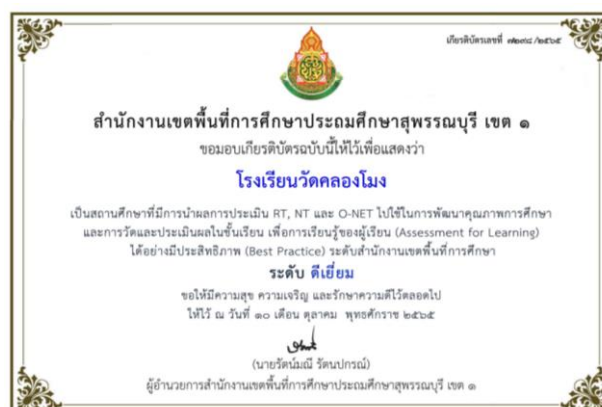 เกียรติบัตรเลขที่ /๒๕๖๕
สำนักงานเขตพื้นที่การศึกษาประถมศึกษาสุพรรณบุรี เขต ๑
ขอมอบเกียรติบัตรฉบับนี้ให้ไว้เพื่อแสดงว่า
โรงเรียนวัดคลองโมง
เป็นสถานศึกษาที่มีการนำผลการประเมิน RT, NT และ O-NET ไปใช้ในการพัฒนาคุณภาพการศึกษา
และการวัดและประเมินผลในชั้นเรียน เพื่อการเรียนรู้ของผู้เรียน (Assessment for Learning)
ได้อย่างมีประสิทธิภาพ (Best Practice) ระดับสำนักงานเขตพื้นที่การศึกษา
ระดับ ดีเยี่ยม
ขอให้มีความสุข ความเจริญ และรักษาความดีไว้ตลอดไป
ให้ไว้ ณ วันที่ ๑๐ เดือน ตุลาคม พุทธศักราช ๒๕๖๕
(นายรัตน์มณี รัตนปกรณ์)
ผู้อำนวยการสำนักงานเขตพื้นที่การศึกษาประถมศึกษาสุพรรณบุรี เขต ๑